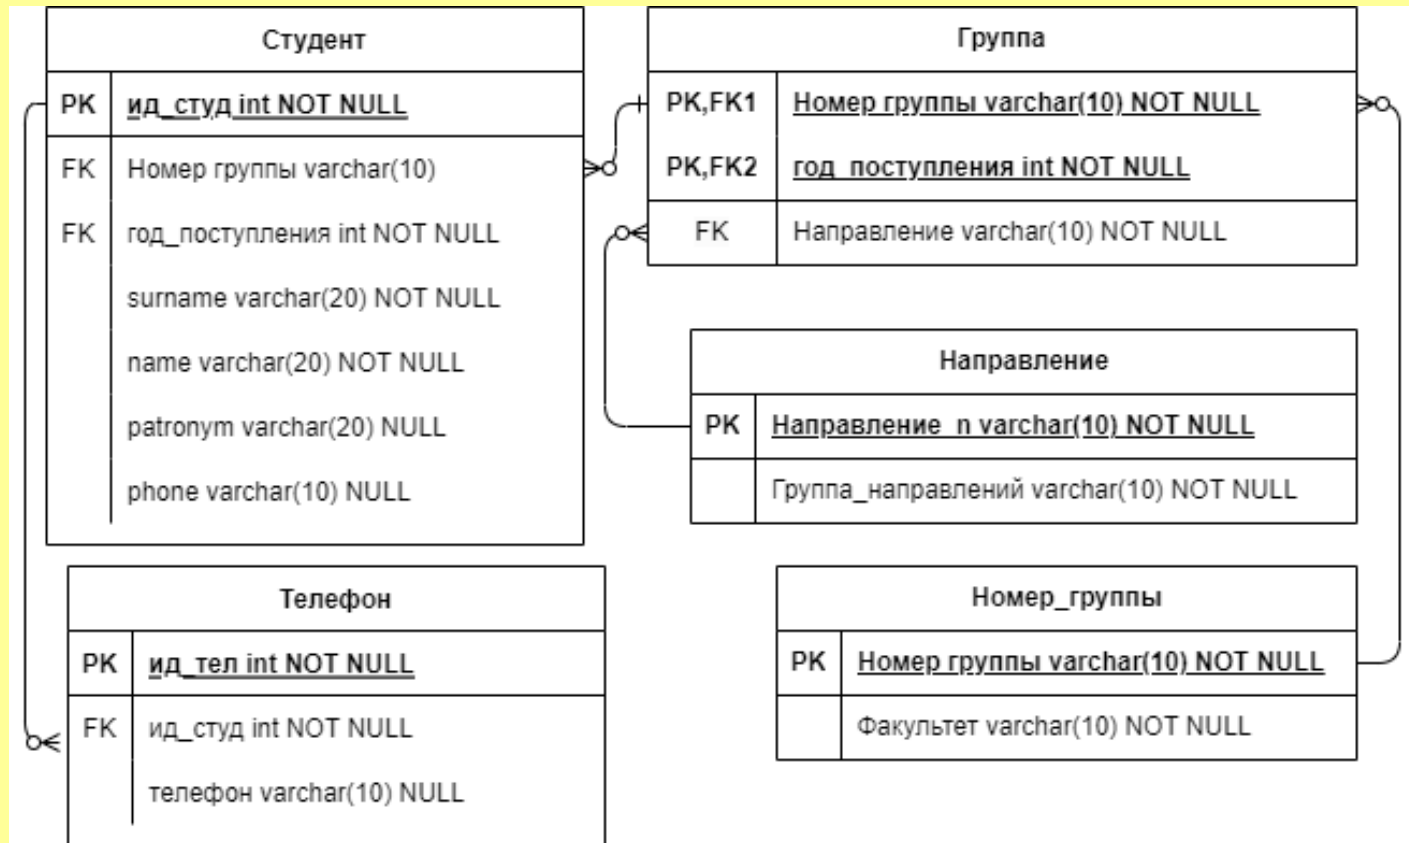 Студент
PK ид_студ int NOT NULL
FK Номер группы varchar(10)
FK год_поступления int NOT NULL
surname varchar(20) NOT NULL
name varchar(20) NOT NULL
patronym varchar(20) NULL
phone varchar(10) NULL
Группа
PK,FK1 Номер группы varchar(10) NOT NULL
PK,FK2 год_поступления int NOT NULL
FK Направление varchar(10) NOT NULL
Направление
PK Направление_n varchar(10) NOT NULL
Группа_направлений varchar(10) NOT NULL
Телефон
PK ид_тел int NOT NULL
FK ид_студ int NOT NULL
телефон varchar(10) NULL
Номер_группы
PK Номер группы varchar(10) NOT NULL
Факультет varchar(10) NOT NULL